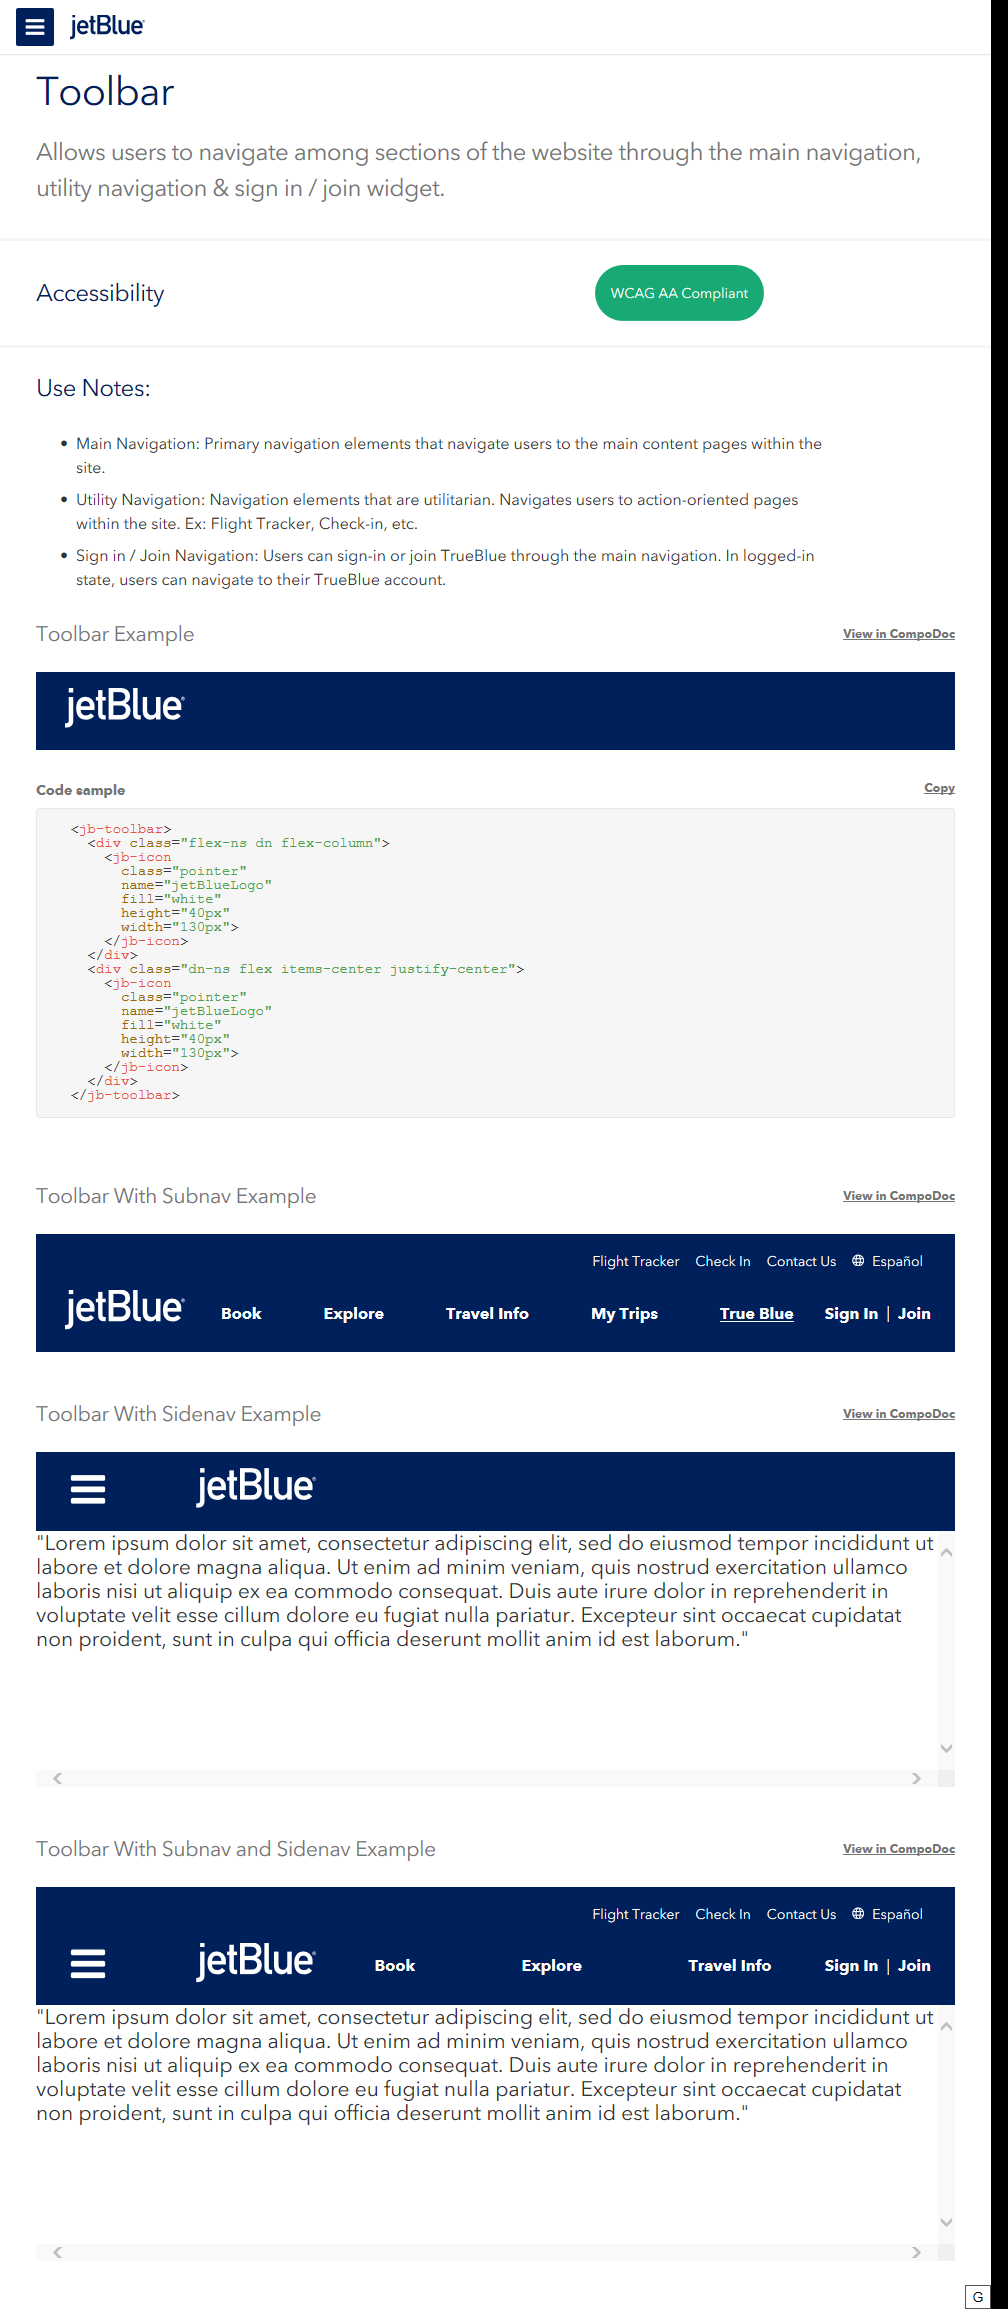 jetBlue
Toolbar
Allows users to navigate among sections of the website through the main navigation,
utility navigation & sign in / join widget.
Accessibility
WCAG AA Compliant
Use Notes:
• Main Navigation: Primary navigation elements that navigate users to the main content pages within the
site.
• Utility Navigation: Navigation elements that are utilitarian. Navigates users to action-oriented pages
within the site. Ex: Flight Tracker, Check-in, etc.
• Sign in / Join Navigation: Users can sign-in or join TrueBlue through the main navigation. In logged-in
state, users can navigate to their TrueBlue account.
Toolbar Example View in CompoDoc
jetBlue
Code sample Copy
<jb-toolbar>
<div class="flex-ns dn flex-column">
<jb-icon
class="pointer"
name="jetBlueLogo"
fill="white"
height="40px"
width="130px">
</jb-icon>
</div>
<div class="dn-ns flex items-center justify-center">
<jb-icon
class="pointer"
name="jetBlueLogo"
fill="white"
height="40px"
width="130px">
</jb-icon>
</div>
</jb-toolbar>
Toolbar With Subnav Example View in CompoDoc
Flight Tracker Check In Contact Us Español
jetBlue Book Explore Travel Info My Trips True Blue Sign In | Join
Toolbar With Sidenav Example View in CompoDoc
jetBlue
"Lorem ipsum dolor sit amet, consectetur adipiscing elit, sed do eiusmod tempor incididunt ut
labore et dolore magna aliqua. Ut enim ad minim veniam, quis nostrud exercitation ullamco
laboris nisi ut aliquip ex ea commodo consequat. Duis aute irure dolor in reprehenderit in
voluptate velit esse cillum dolore eu fugiat nulla pariatur. Excepteur sint occaecat cupidatat
non proident, sunt in culpa qui officia deserunt mollit anim id est laborum."
Toolbar With Subnav and Sidenav Example View in CompoDoc
Flight Tracker Check In Contact Us Español
jetBlue Book Explore Travel Info Sign In | Join
"Lorem ipsum dolor sit amet, consectetur adipiscing elit, sed do eiusmod tempor incididunt ut
labore et dolore magna aliqua. Ut enim ad minim veniam, quis nostrud exercitation ullamco
laboris nisi ut aliquip ex ea commodo consequat. Duis aute irure dolor in reprehenderit in
voluptate velit esse cillum dolore eu fugiat nulla pariatur. Excepteur sint occaecat cupidatat
non proident, sunt in culpa qui officia deserunt mollit anim id est laborum."
G